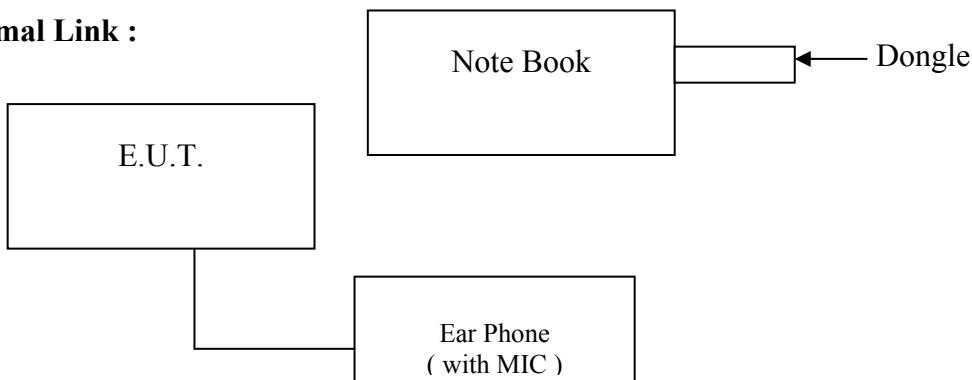 mal Link :
Note Book
Dongle
E.U.T.
Ear Phone
( with MIC )